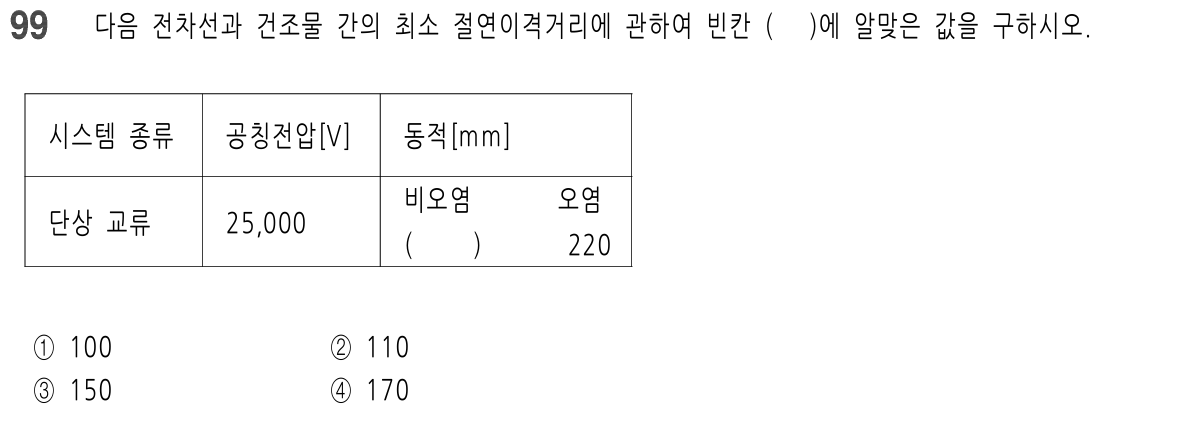 99 다음 전차선과 건조물 간의 최소 절연이격거리에 관하여 빈칸 ( )에 알맞은 값을 구하시오.
시스템 종류 공칭전압[V] 동적[mm]
단상 교류 25,000 비오염 오염
( ) 220
① 100 ② 110
③ 150 ④ 170